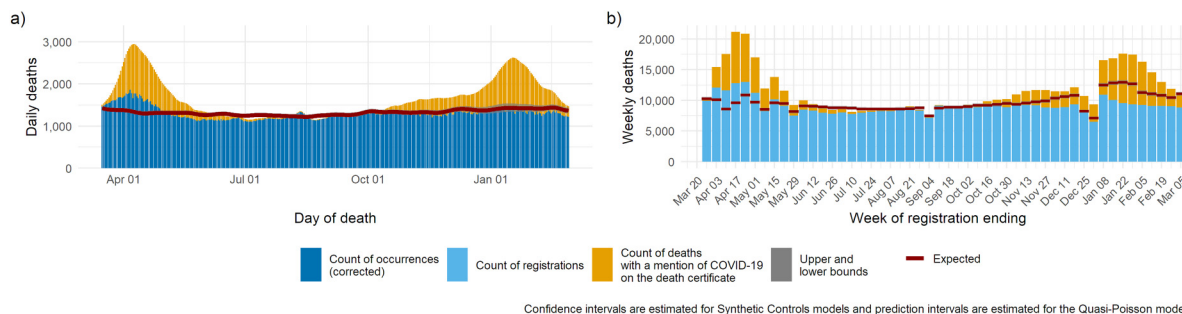 a)
Daily deaths
3,000
2,000
1,000
0
Apr 01
Jul 01
Oct 01
Jan 01
Day of death
b)
Weekly deaths
20,000
15,000
10,000
5,000
0
Mar 20
Apr 03
Apr 17
May 01
May 15
May 29
Jun 12
Jun 26
Jul 10
Jul 24
Aug 07
Aug 21
Sep 04
Sep 18
Oct 02
Oct 16
Oct 30
Nov 13
Nov 27
Dec 11
Dec 25
Jan 08
Jan 22
Feb 05
Feb 19
Mar 05
Week of registration ending
Count of occurrences
(corrected)
Count of registrations
Count of deaths
with a mention of COVID-19
on the death certificate
Upper and
lower bounds
Expected
Confidence intervals are estimated for Synthetic Controls models and prediction intervals are estimated for the Quasi-Poisson mode